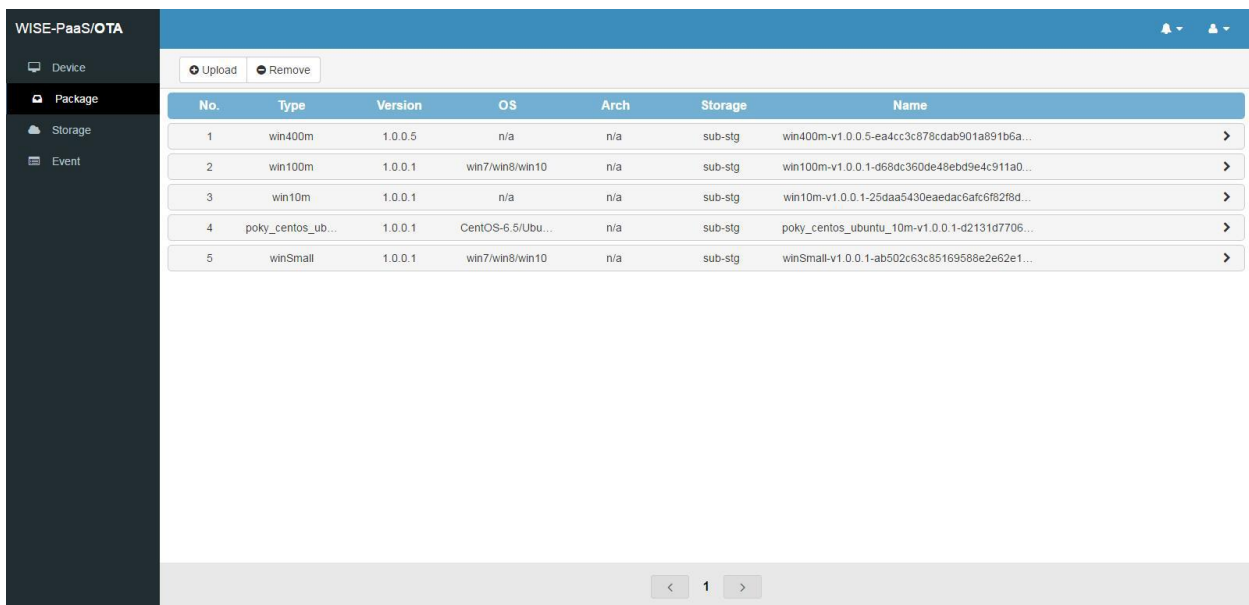 WISE-PaaS/OTA
Device
Package
Storage
Event
Upload Remove
No. Type Version OS Arch Storage Name
1 win400m 1.0.0.5 n/a n/a sub-stg win400m-v1.0.0.5-ea4cc3c878cdab901a891b6a...
2 win100m 1.0.0.1 win7/win8/win10 n/a sub-stg win100m-v1.0.0.1-d68dc360de48ebd9e4c911a0...
3 win10m 1.0.0.1 n/a n/a sub-stg win10m-v1.0.0.1-25daa5430eaedac6afc6f82f8d...
4 poky_centos_ub... 1.0.0.1 CentOS-6.5/Ubu... n/a sub-stg poky_centos_ubuntu_10m-v1.0.0.1-d2131d7706...
5 winSmall 1.0.0.1 win7/win8/win10 n/a sub-stg winSmall-v1.0.0.1-ab502c63c85169588e2e62e1...
1